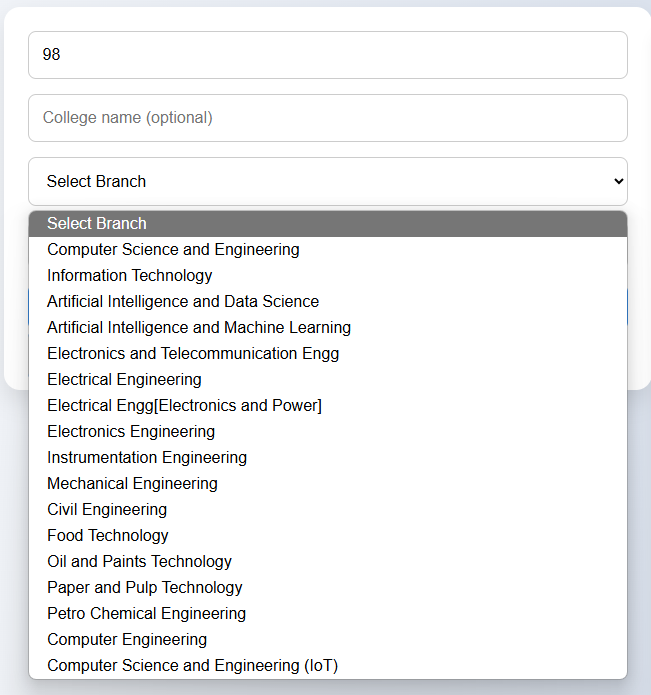 98
College name (optional)
Select Branch
Select Branch
Computer Science and Engineering
Information Technology
Artificial Intelligence and Data Science
Artificial Intelligence and Machine Learning
Electronics and Telecommunication Engg
Electrical Engineering
Electrical Engg[Electronics and Power]
Electronics Engineering
Instrumentation Engineering
Mechanical Engineering
Civil Engineering
Food Technology
Oil and Paints Technology
Paper and Pulp Technology
Petro Chemical Engineering
Computer Engineering
Computer Science and Engineering (IoT)